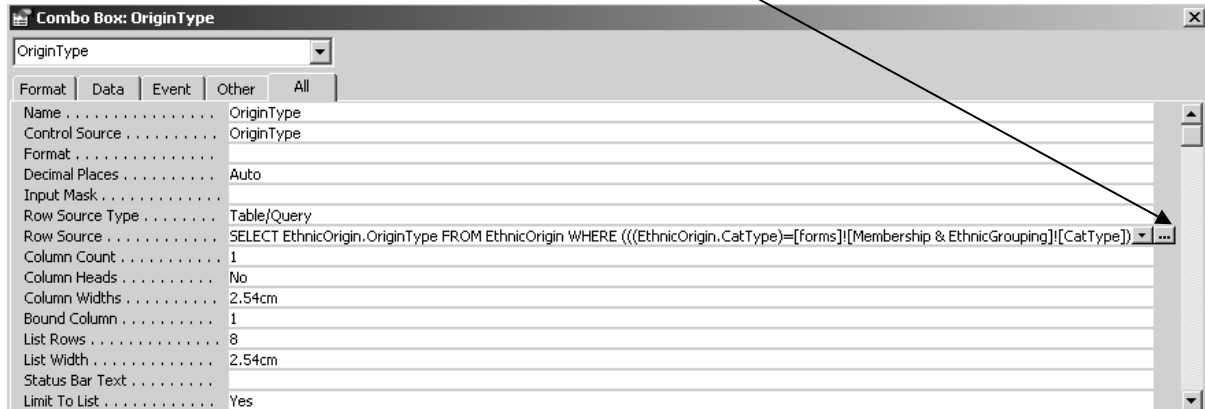 Combo Box: OriginType
OriginType
Format Data Event Other All
Name . . . . . . . . . . . . . . . . OriginType
Control Source . . . . . . . . . . OriginType
Format . . . . . . . . . . . . . . .
Decimal Places . . . . . . . . . . Auto
Input Mask . . . . . . . . . . . . .
Row Source Type . . . . . . . . Table/Query
Row Source . . . . . . . . . . . . SELECT EthnicOrigin.OriginType FROM EthnicOrigin WHERE (((EthnicOrigin.CatType)=[forms]![Membership & EthnicGrouping]![CatType]) ...
Column Count . . . . . . . . . . . 1
Column Heads . . . . . . . . . . No
Column Widths . . . . . . . . . . 2.54cm
Bound Column . . . . . . . . . . 1
List Rows . . . . . . . . . . . . . . 8
List Width . . . . . . . . . . . . . 2.54cm
Status Bar Text . . . . . . . . .
Limit To List . . . . . . . . . . . . Yes